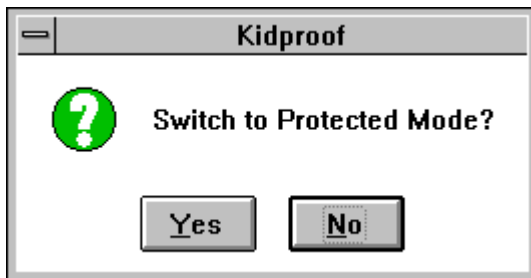 Kidproof
Switch to Protected Mode?
Yes No